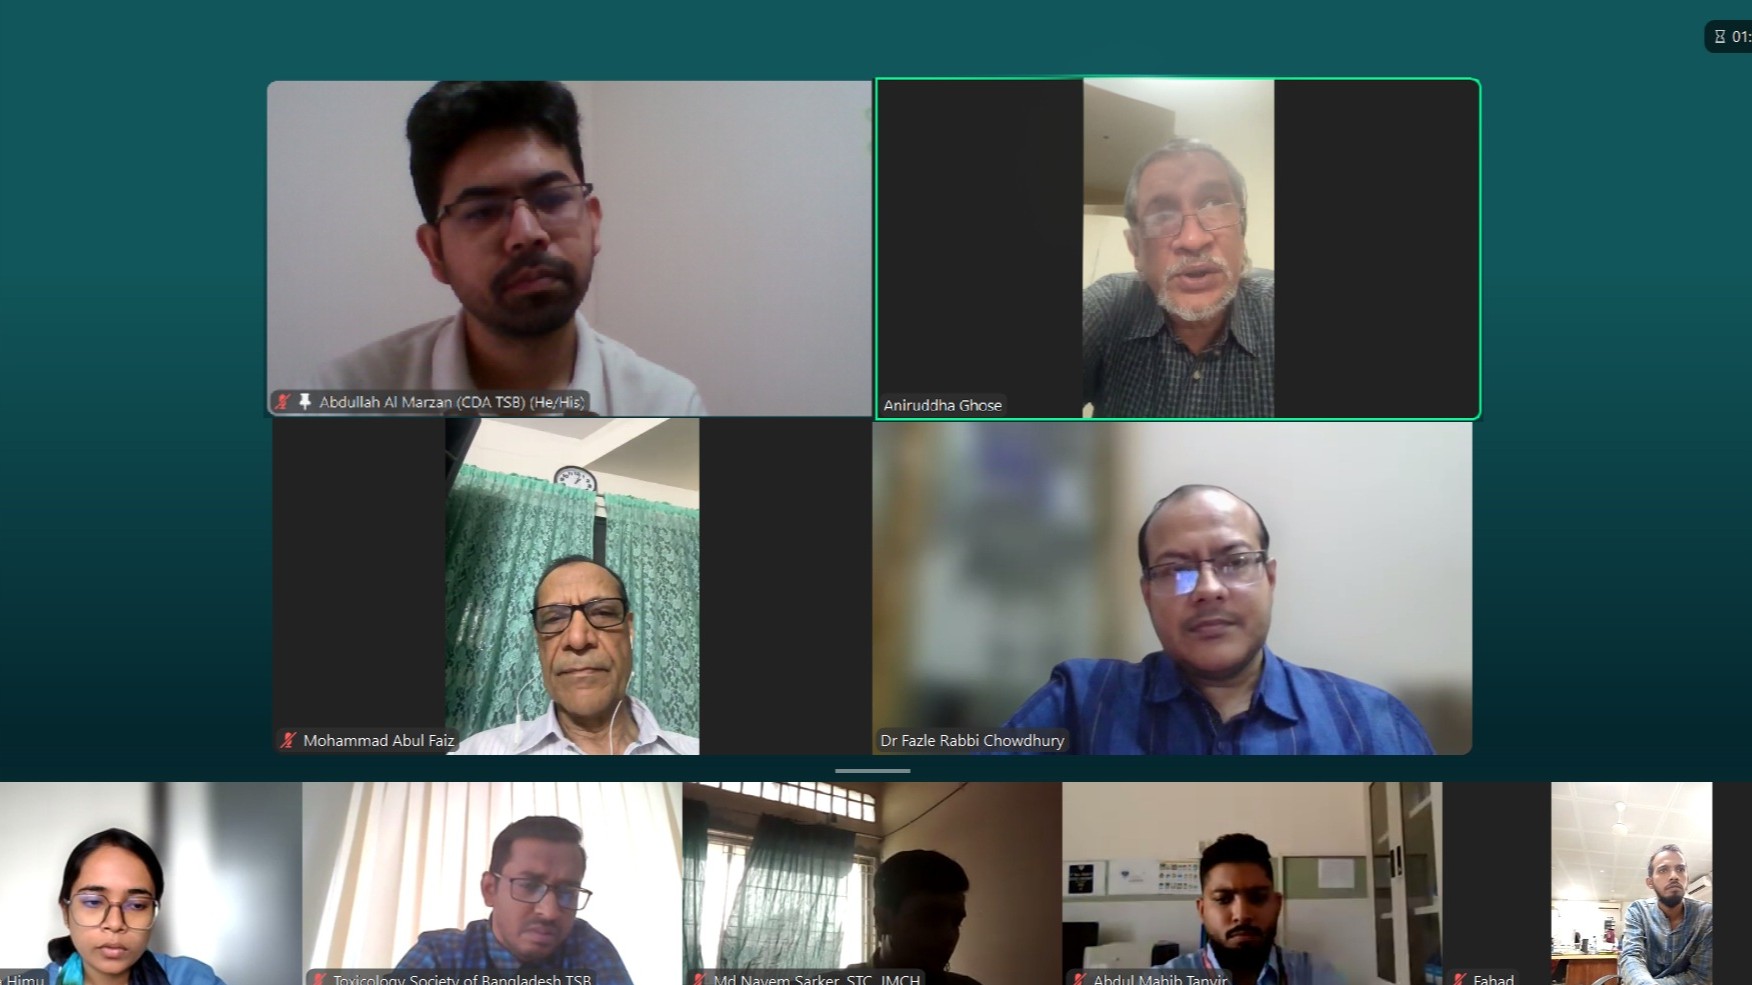 01:
Abdullah Al Marzan (CDA TSB) (He/His)
Aniruddha Ghose
Mohammad Abul Faiz
Dr Fazle Rabbi Chowdhury
Himu
Toxicology Society of Bangladesh TSB
Md Nayem Sarker, STC, JMCH
Abdul Mahib Tanvir
Fahad